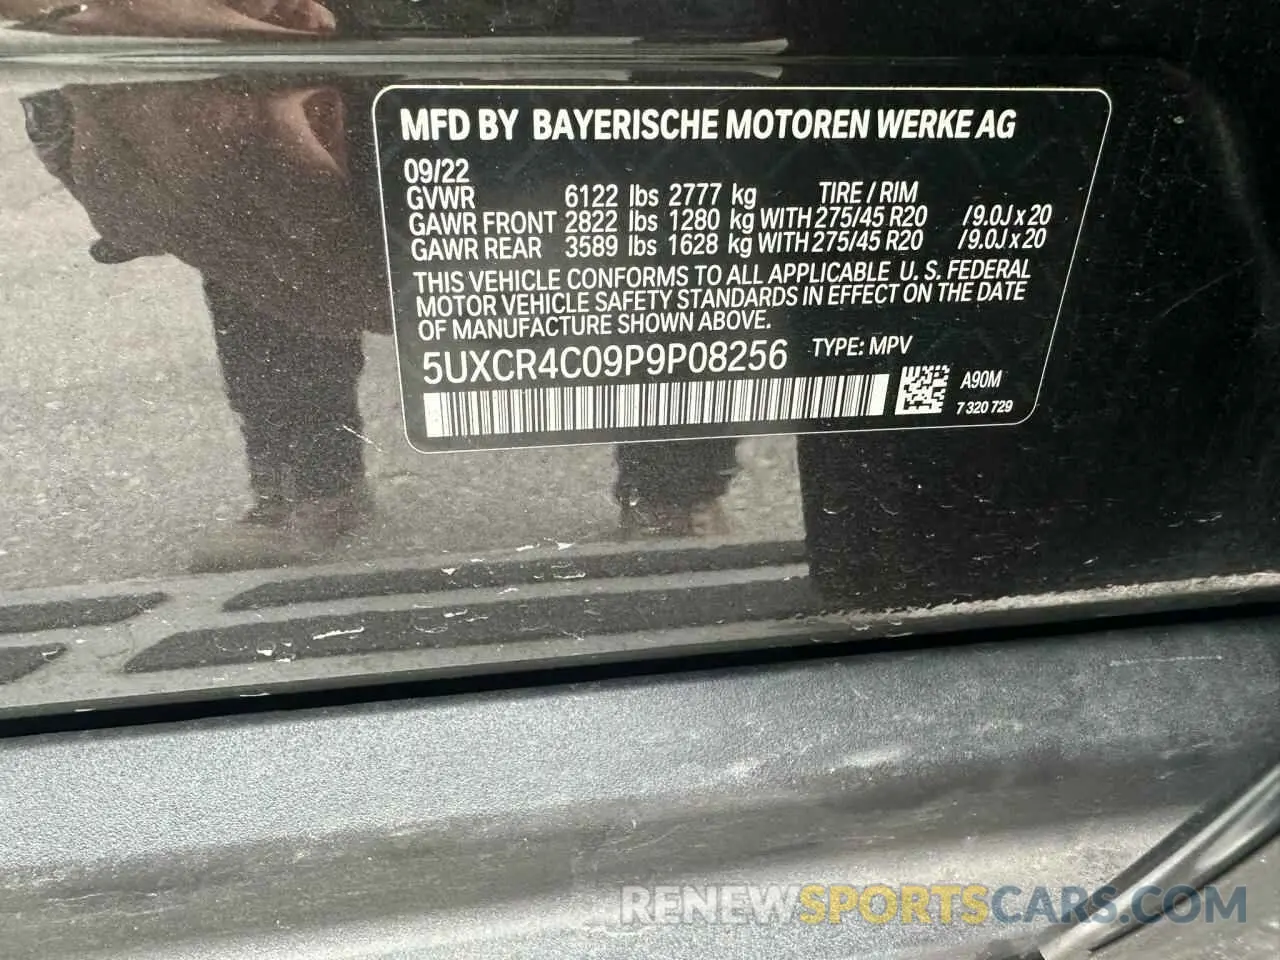 MFD BY BAYERISCHE MOTOREN WERKE AG
09/22
GVWR 6122 lbs 2777 kg TIRE / RIM
GAWR FRONT 2822 lbs 1280 kg WITH 275/45 R20 / 9.0J x 20
GAWR REAR 3589 lbs 1628 kg WITH 275/45 R20 / 9.0J x 20
THIS VEHICLE CONFORMS TO ALL APPLICABLE U. S. FEDERAL
MOTOR VEHICLE SAFETY STANDARDS IN EFFECT ON THE DATE
OF MANUFACTURE SHOWN ABOVE.
5UXCR4C09P9P08256 TYPE: MPV
A90M
7 320 729
RENEWSPORTSCARS.COM